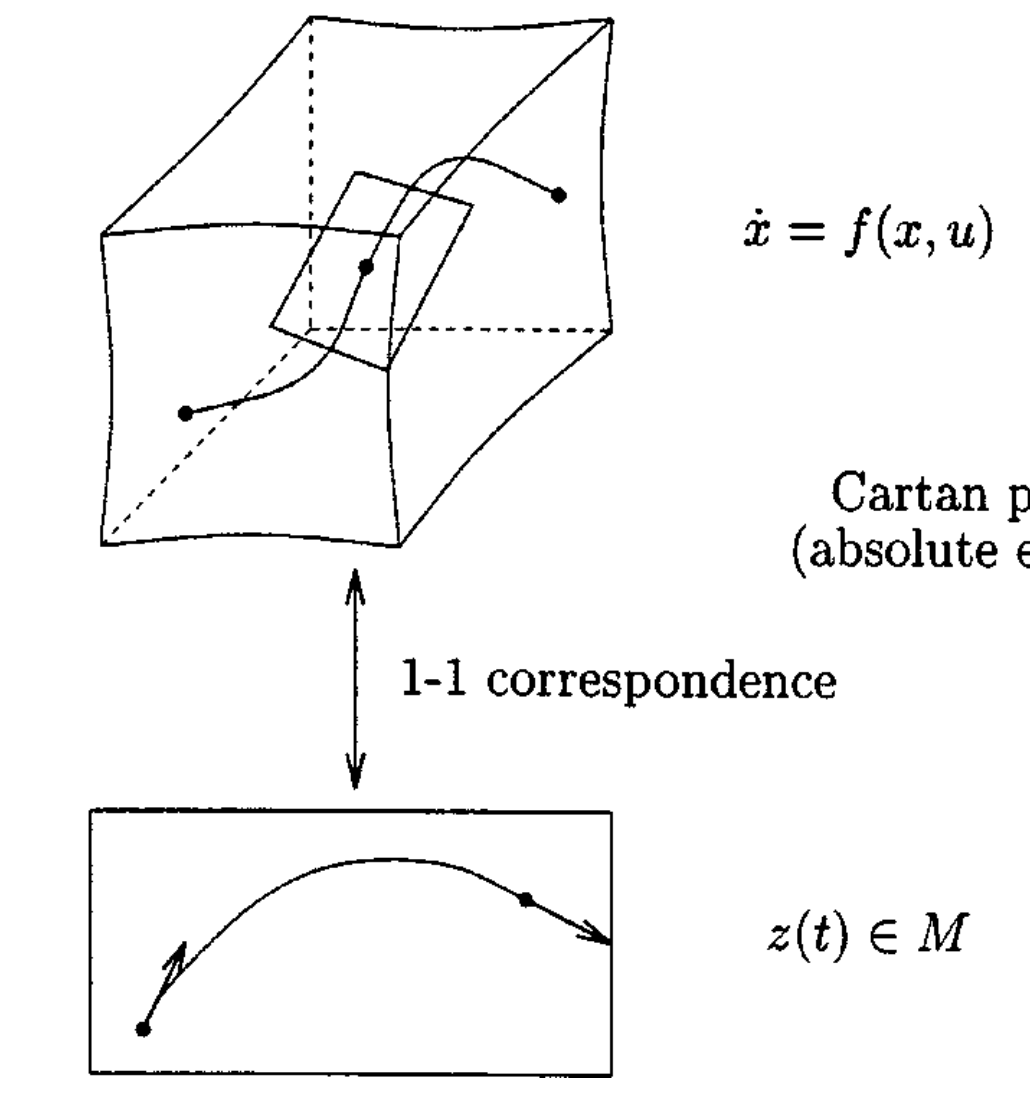 ẋ = f(x, u)
Cartan p
(absolute e
1-1 correspondence
z(t) ∈ M